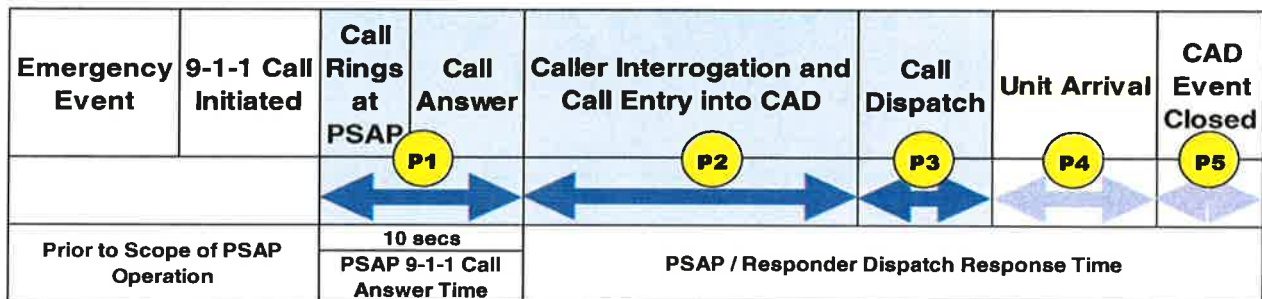 Emergency
Event
9-1-1 Call
Initiated
Call
Rings
at
PSAP
Call
Answer
Caller Interrogation and
Call Entry into CAD
Call
Dispatch
Unit Arrival
CAD
Event
Closed
P1
P2
P3
P4
P5
Prior to Scope of PSAP
Operation
10 secs
PSAP 9-1-1 Call
Answer Time
PSAP / Responder Dispatch Response Time